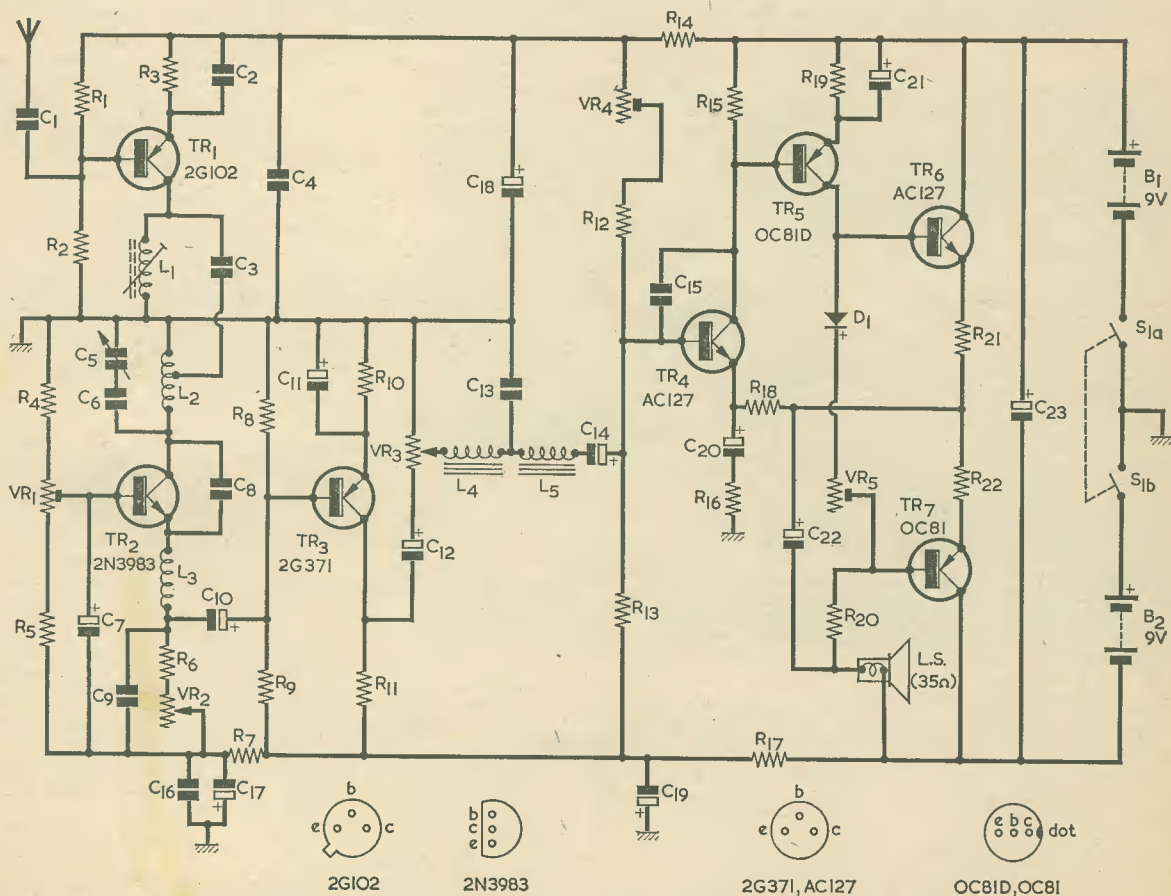 R14
R1
R3
C2
C1
TR1
2G102
C4
C18
+
VR4
R15
R19
+
C21
R2
L1
C3
R12
TR5
OC81D
TR6
AC127
B1
9V
C15
D1
+
R21
S1a
C5
C6
R4
L2
R8
C11
+
R10
C13
TR4
AC127
R18
C23
+
VR3
L4
L5
C14
+
C20
+
VR1
TR2
2N3983
C8
TR3
2G371
C12
+
R16
C22
+
VR5
R22
TR7
OC81
S1b
L3
C10
+
R5
C7
+
R13
R20
B2
9V
R6
VR2
C9
R9
R11
L.S.
(35Ω)
R7
R17
C16
C17
+
C19
+
b
e
c
2G102
b
c
e
2N3983
b
e
c
2G371, AC127
e b c
dot
OC81D, OC81